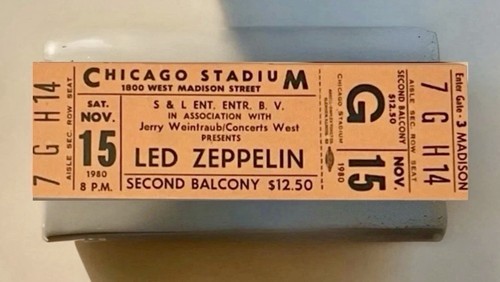 AISLE SEC. ROW SEAT
7 G H 14
CHICAGO STADIUM
1800 WEST MADISON STREET
SAT.
NOV.
15
1980
8 P.M.
S & L ENT. ENTR. B. V.
IN ASSOCIATION WITH
Jerry Weintraub/Concerts West
PRESENTS
LED ZEPPELIN
SECOND BALCONY $12.50
CHICAGO STADIUM
1980
G
NOV.
15
SECOND BALCONY
$12.50
AISLE SEC. ROW SEAT
7 G H 14
Enter Gate - 3 MADISON